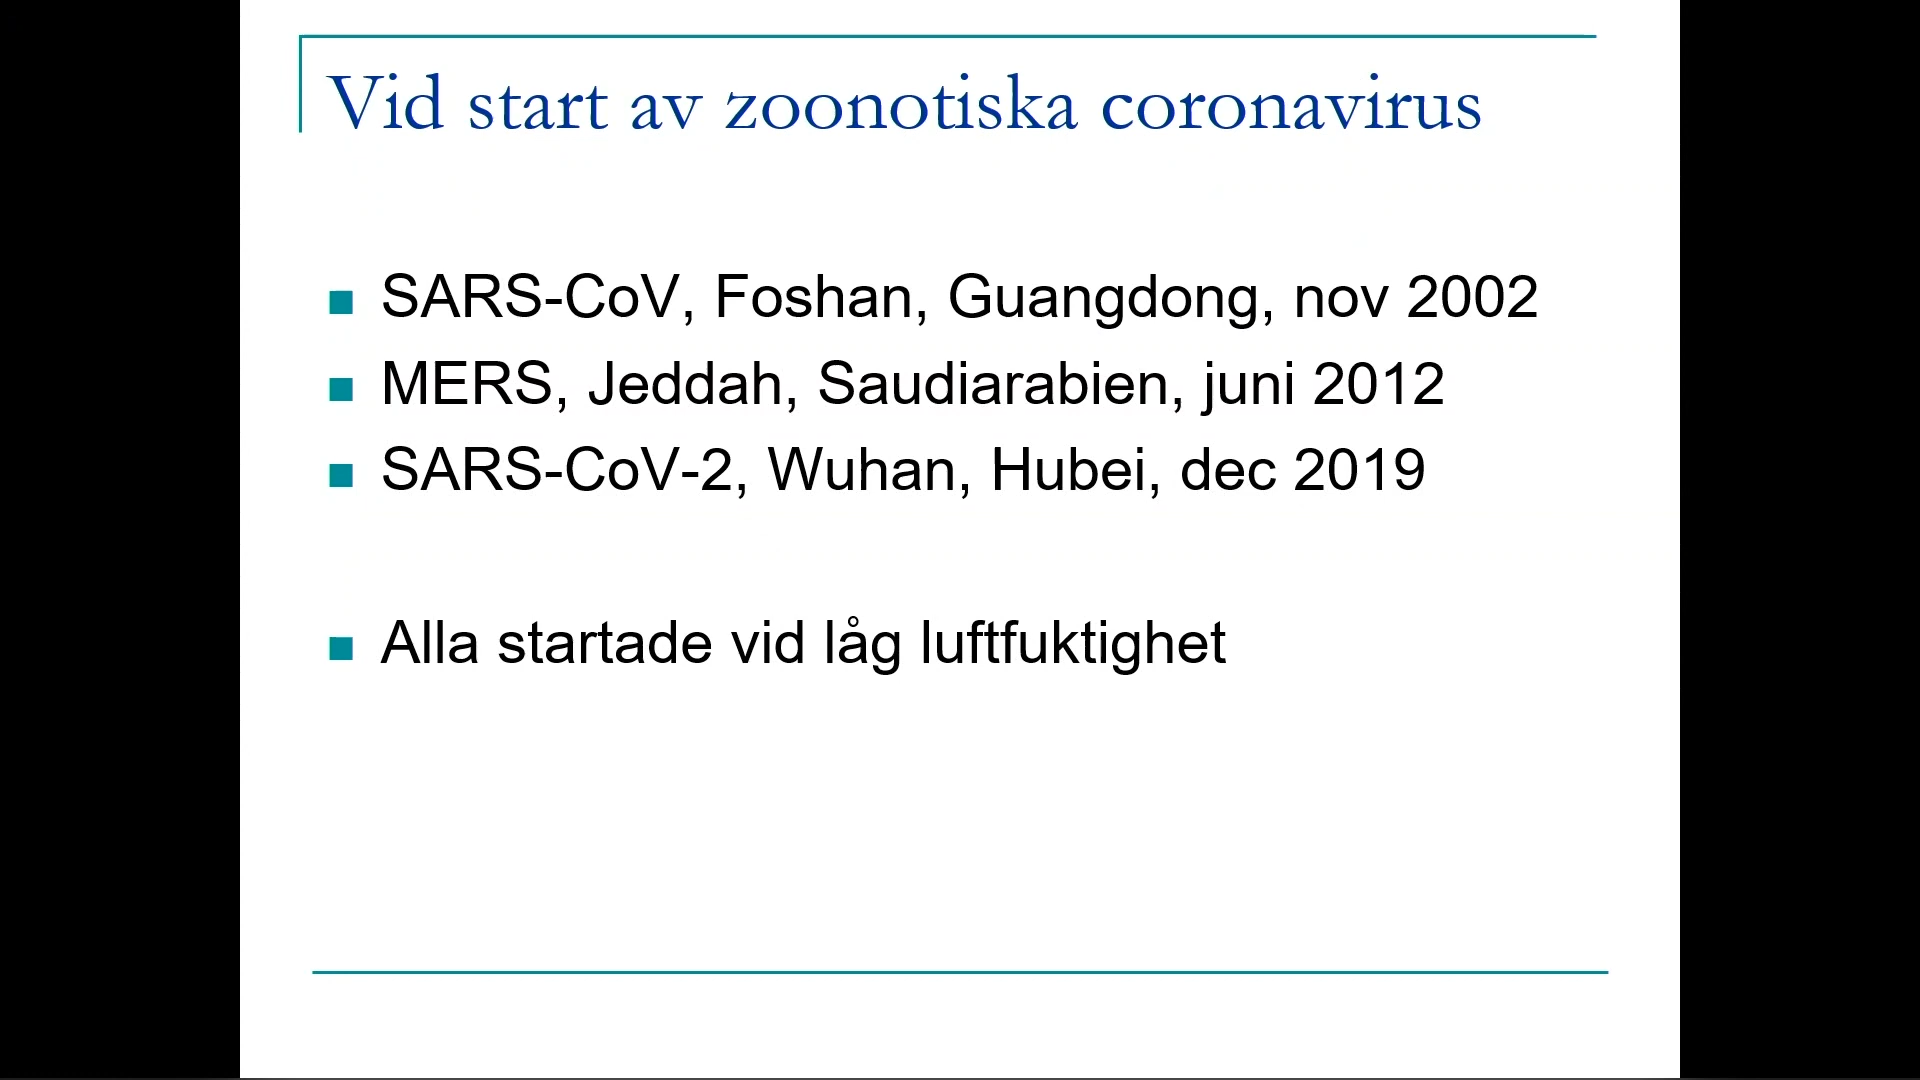 Vid start av zoonotiska coronavirus
SARS-CoV, Foshan, Guangdong, nov 2002
MERS, Jeddah, Saudiarabien, juni 2012
SARS-CoV-2, Wuhan, Hubei, dec 2019
Alla startade vid låg luftfuktighet